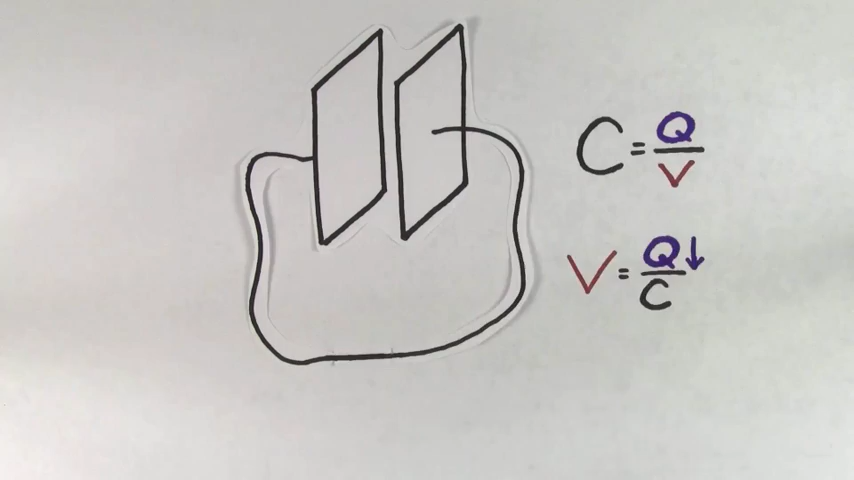 C = Q/V
V = Q↓/C